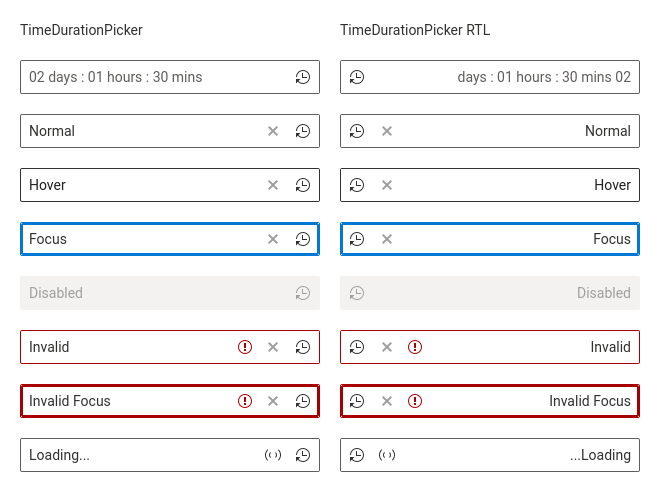 TimeDurationPicker
TimeDurationPicker RTL
02 days : 01 hours : 30 mins
days : 01 hours : 30 mins 02
Normal
Normal
Hover
Hover
Focus
Focus
Disabled
Disabled
Invalid
Invalid
Invalid Focus
Invalid Focus
Loading...
...Loading